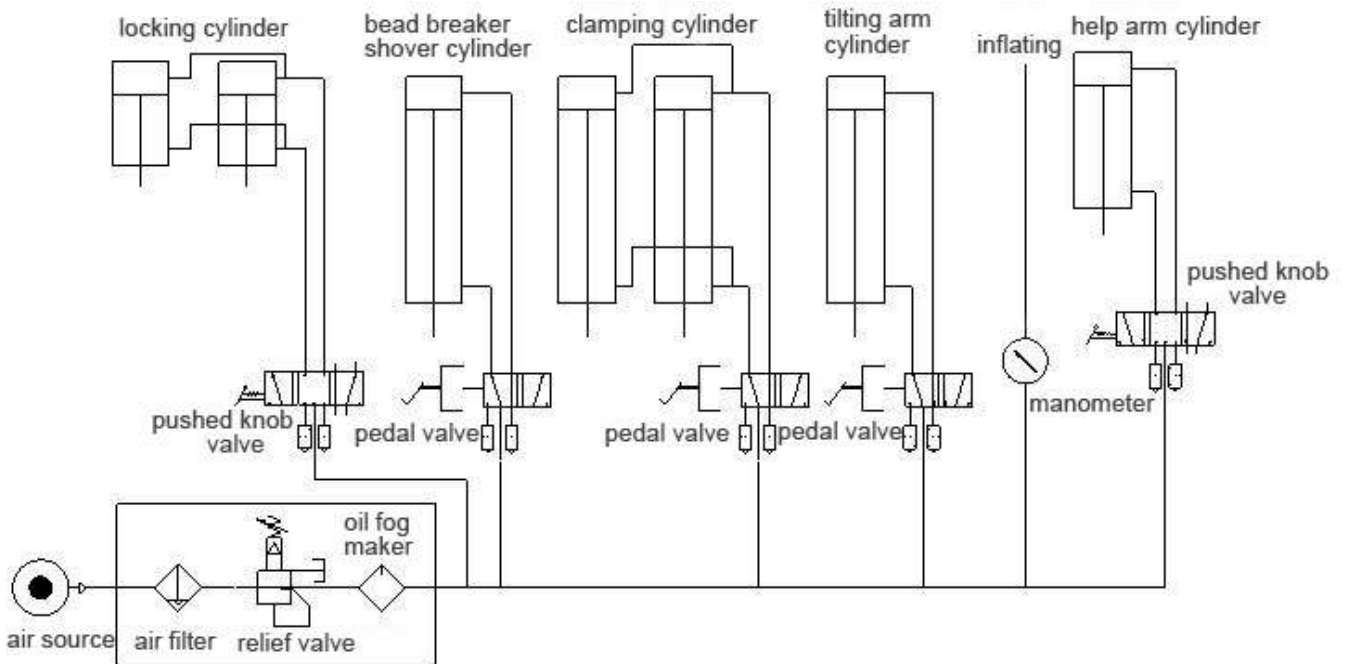 locking cylinder
bead breaker
shover cylinder
clamping cylinder
tilting arm
cylinder
inflating
help arm cylinder
pushed knob
valve
manometer
pushed knob
valve
pedal valve
pedal valve
pedal valve
oil fog
maker
air source
air filter
relief valve